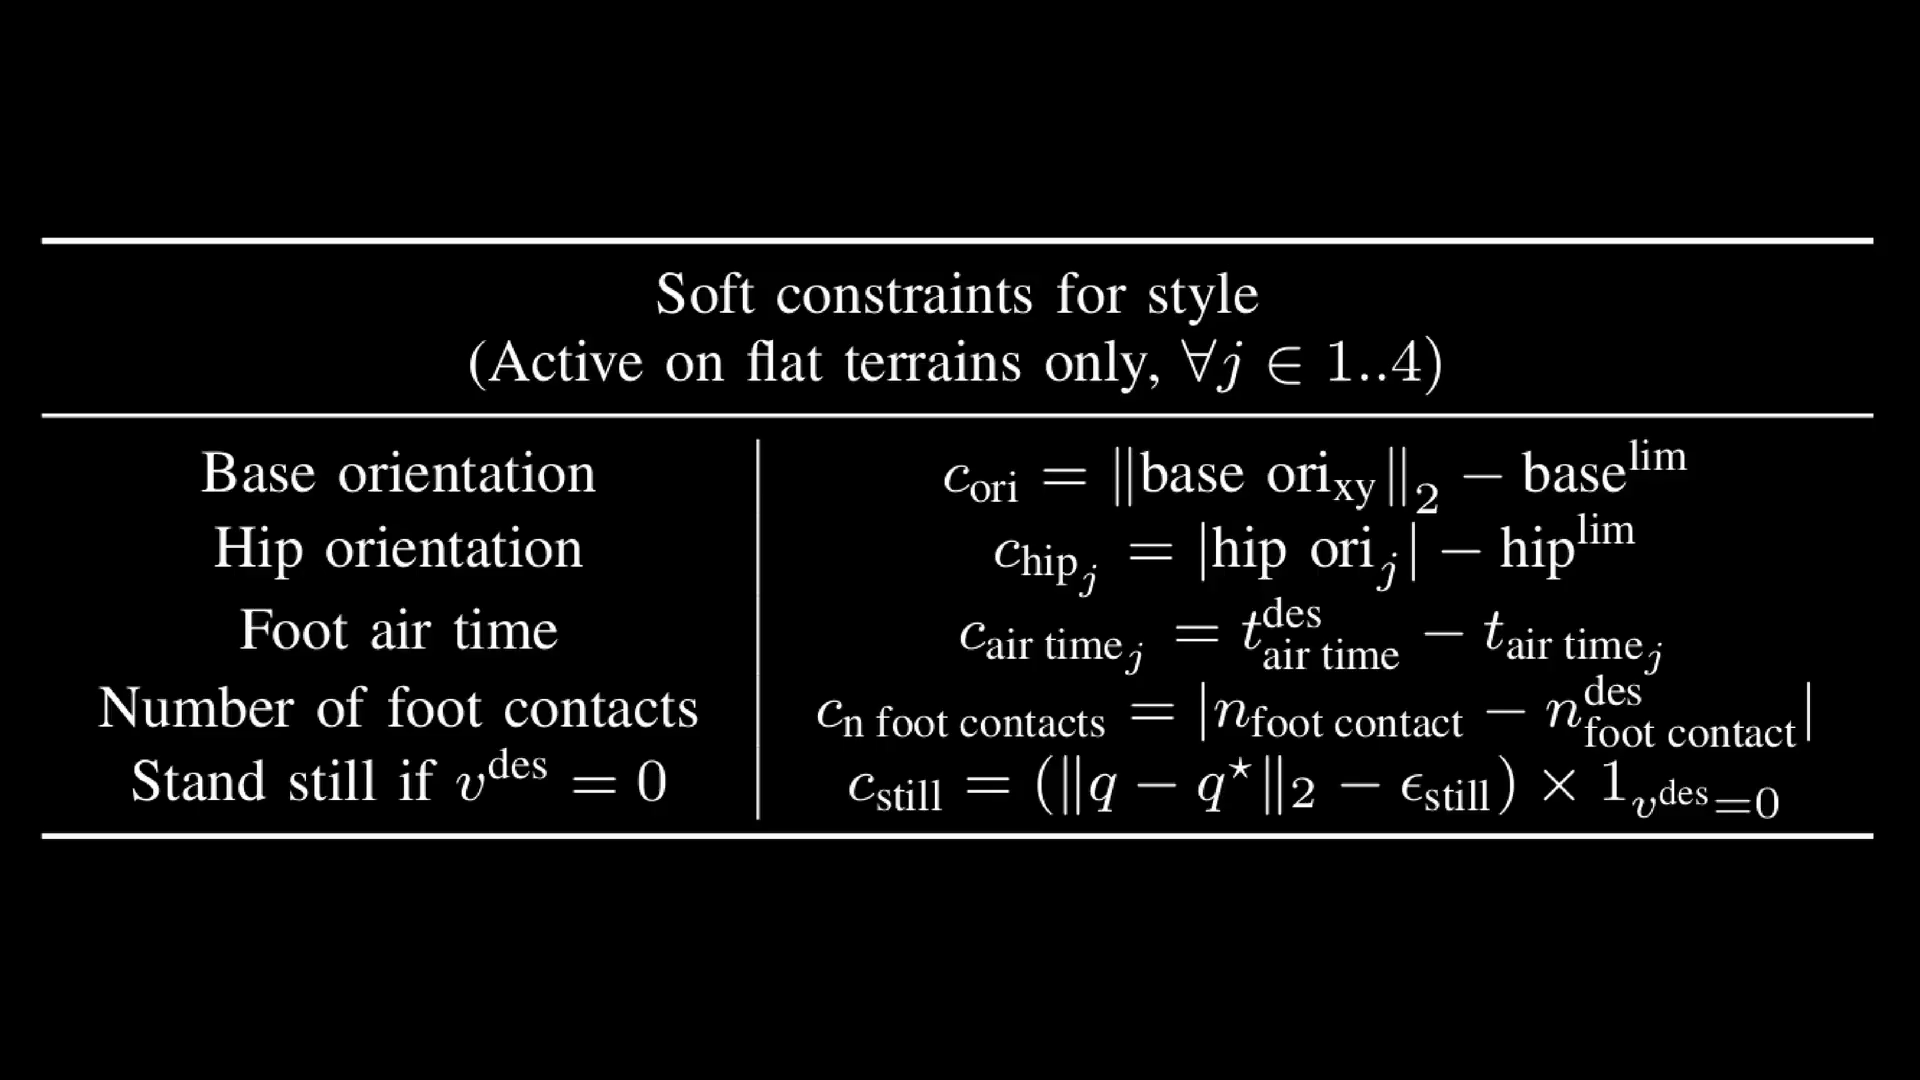 Soft constraints for style
(Active on flat terrains only, ∀j ∈ 1..4)
Base orientation c_ori = ‖base ori_xy‖_2 − base^lim
Hip orientation c_hip_j = |hip ori_j| − hip^lim
Foot air time c_air time_j = t^des_air time − t_air time_j
Number of foot contacts c_n foot contacts = |n_foot contact − n^des_foot contact|
Stand still if v^des = 0 c_still = (‖q − q^⋆‖_2 − ϵ_still) × 1_v^des=0